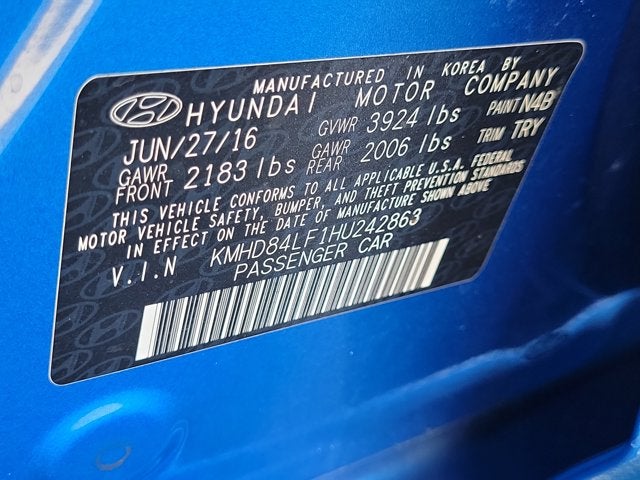 MANUFACTURED IN KOREA BY
HYUNDAI MOTOR COMPANY
JUN/27/16 GVWR 3924 lbs PAINT N4B
GAWR FRONT 2183 lbs GAWR REAR 2006 lbs TRIM TRY
THIS VEHICLE CONFORMS TO ALL APPLICABLE U.S.A. FEDERAL
MOTOR VEHICLE SAFETY, BUMPER, AND THEFT PREVENTION STANDARDS
IN EFFECT ON THE DATE OF MANUFACTURE SHOWN ABOVE
V.I.N KMHD84LF1HU242863
PASSENGER CAR